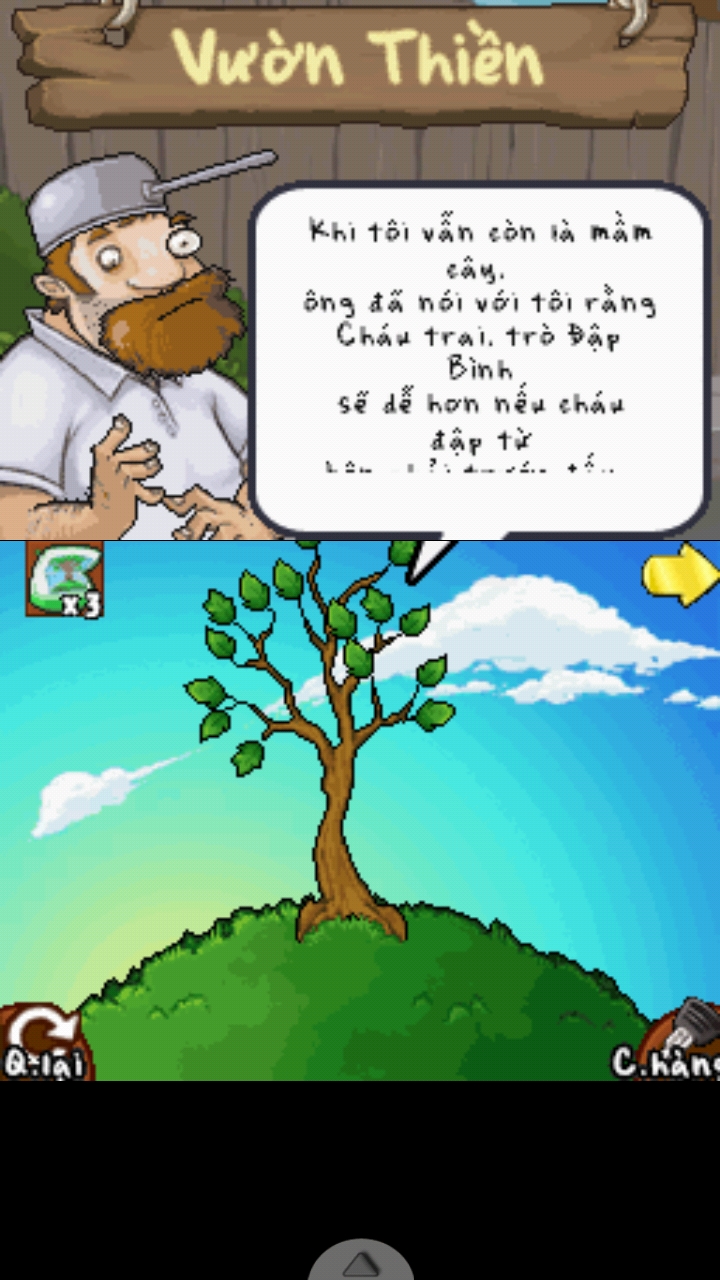 Vườn Thiền
Khi tôi vẫn còn là mầm
cây,
ông đã nói với tôi rằng
Cháu trai, trò Đập
Bình
sẽ dễ hơn nếu cháu
đập từ
x3
Q.lại
C.hàng